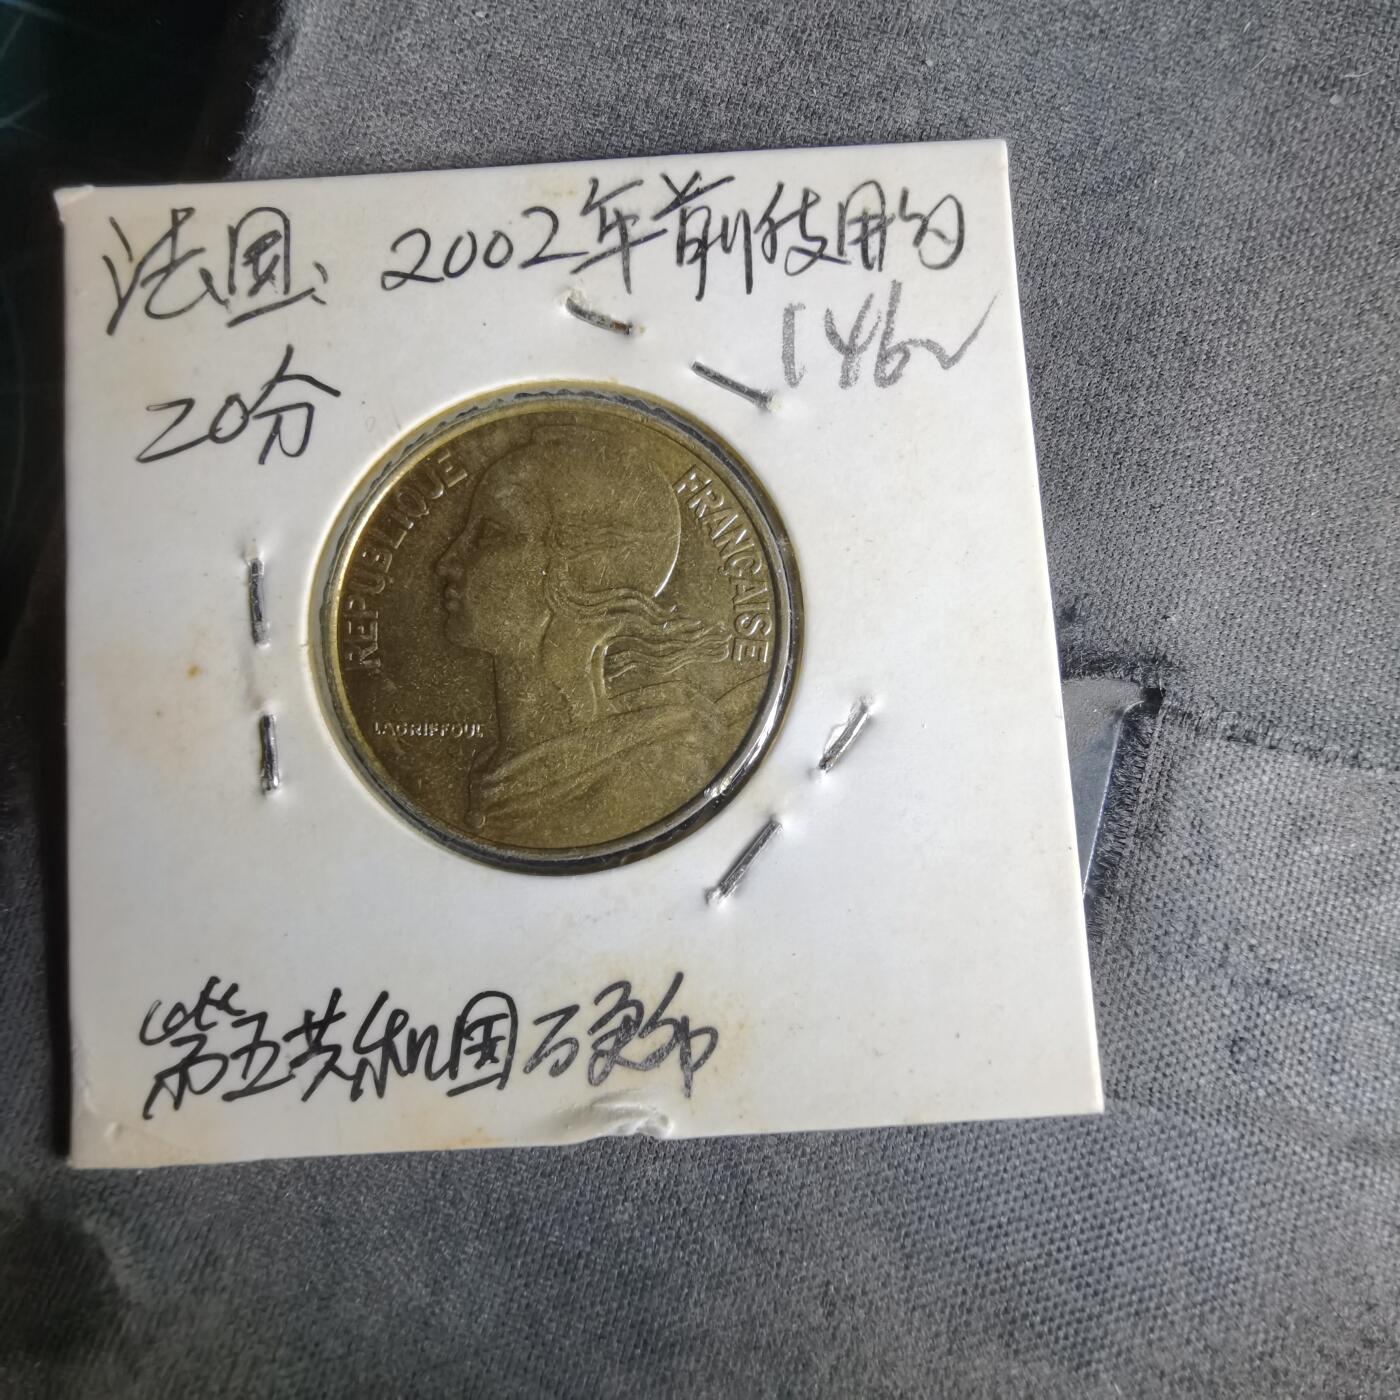 法国、2002年前使用的
146
20分
REPUBLIQUE FRANÇAISE
LAGRIFFOUL
第五共和国硬币